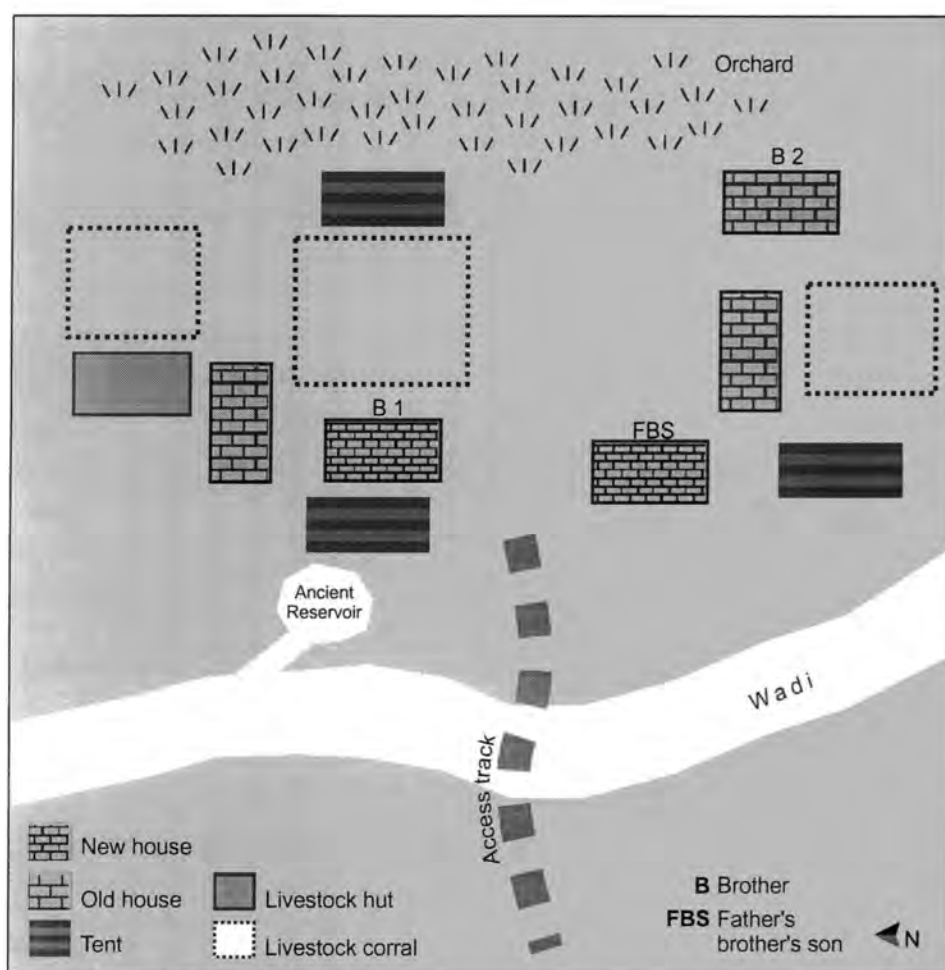 Orchard
B 2
B 1
FBS
Ancient
Reservoir
Wadi
Access track
New house
Old house
Tent
Livestock hut
Livestock corral
B Brother
FBS Father's
brother's son
N